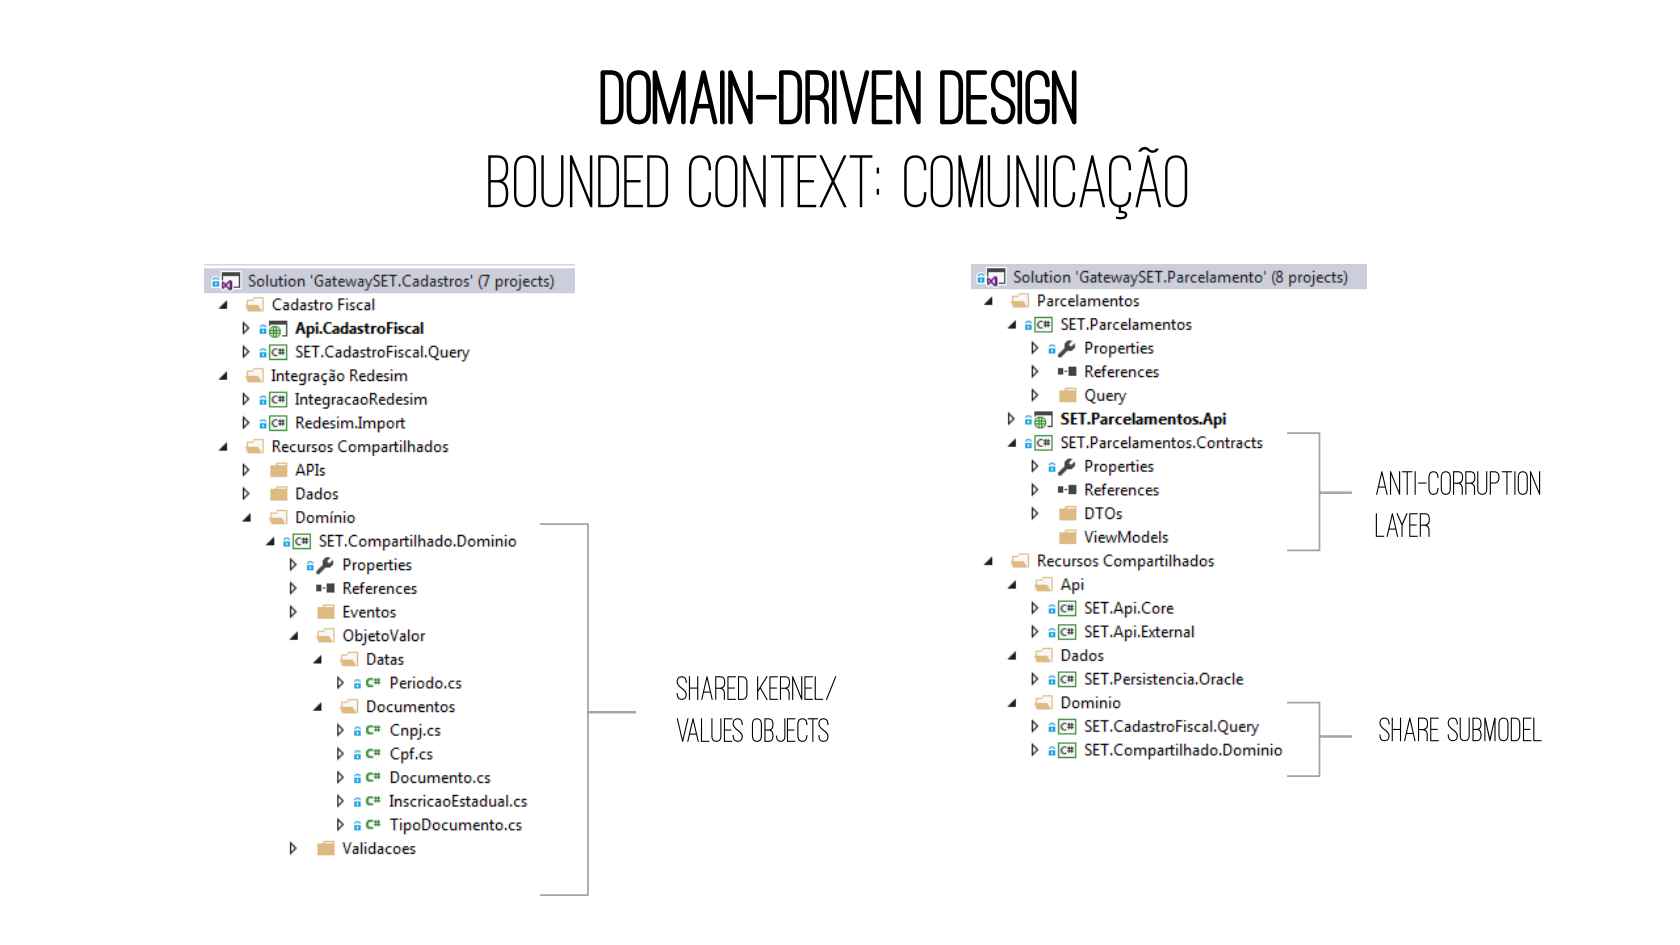 DOMAIN-DRIVEN DESIGN
BOUNDED CONTEXT: COMUNICAÇÃO
Solution 'GatewaySET.Cadastros' (7 projects)
Cadastro Fiscal
Api.CadastroFiscal
SET.CadastroFiscal.Query
Integração Redesim
IntegracaoRedesim
Redesim.Import
Recursos Compartilhados
APIs
Dados
Domínio
SET.Compartilhado.Dominio
Properties
References
Eventos
ObjetoValor
Datas
Periodo.cs
Documentos
Cnpj.cs
Cpf.cs
Documento.cs
InscricaoEstadual.cs
TipoDocumento.cs
Validacoes
SHARED KERNEL/
VALUES OBJECTS
Solution 'GatewaySET.Parcelamento' (8 projects)
Parcelamentos
SET.Parcelamentos
Properties
References
Query
SET.Parcelamentos.Api
SET.Parcelamentos.Contracts
Properties
References
DTOs
ViewModels
Recursos Compartilhados
Api
SET.Api.Core
SET.Api.External
Dados
SET.Persistencia.Oracle
Dominio
SET.CadastroFiscal.Query
SET.Compartilhado.Dominio
ANTI-CORRUPTION
LAYER
SHARE SUBMODEL